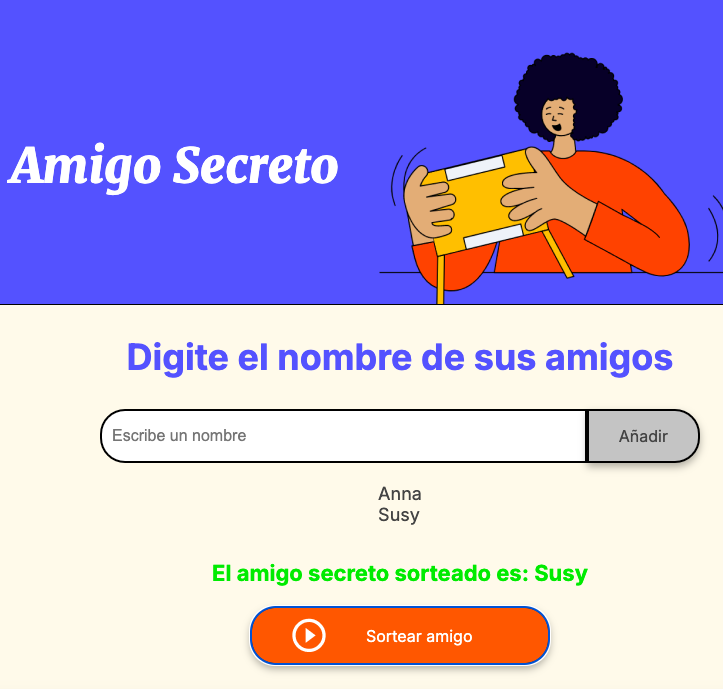 Amigo Secreto
Digite el nombre de sus amigos
Escribe un nombre
Añadir
Anna
Susy
El amigo secreto sorteado es: Susy
Sortear amigo